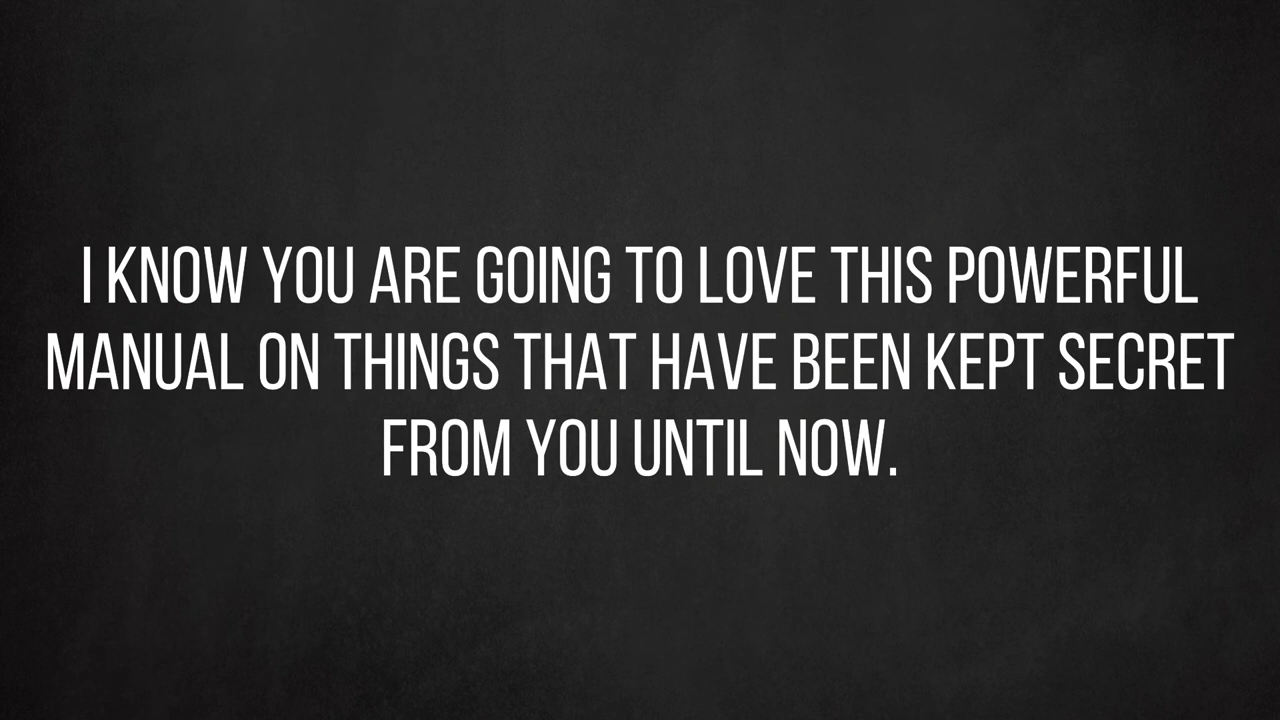 I KNOW YOU ARE GOING TO LOVE THIS POWERFUL
MANUAL ON THINGS THAT HAVE BEEN KEPT SECRET
FROM YOU UNTIL NOW.